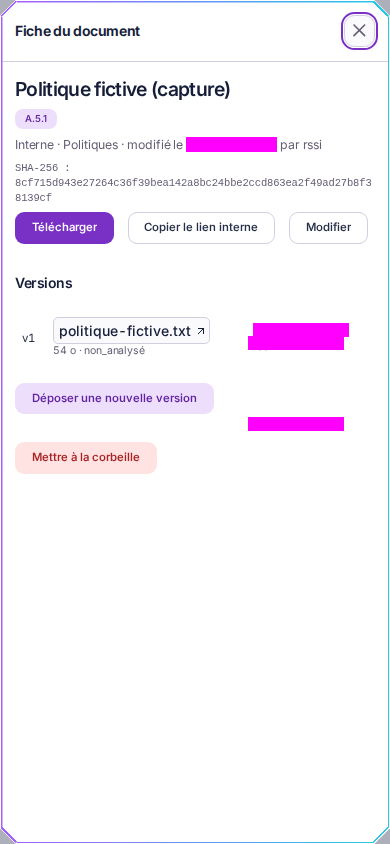 Fiche du document
Politique fictive (capture)
A.5.1
Interne · Politiques · modifié le par rssi
SHA-256 :
8cf715d943e27264c36f39bea142a8bc24bbe2ccd863ea2f49ad27b8f3
8139cf
Télécharger Copier le lien interne Modifier
Versions
v1 politique-fictive.txt
54 o · non_analysé
Déposer une nouvelle version
Mettre à la corbeille